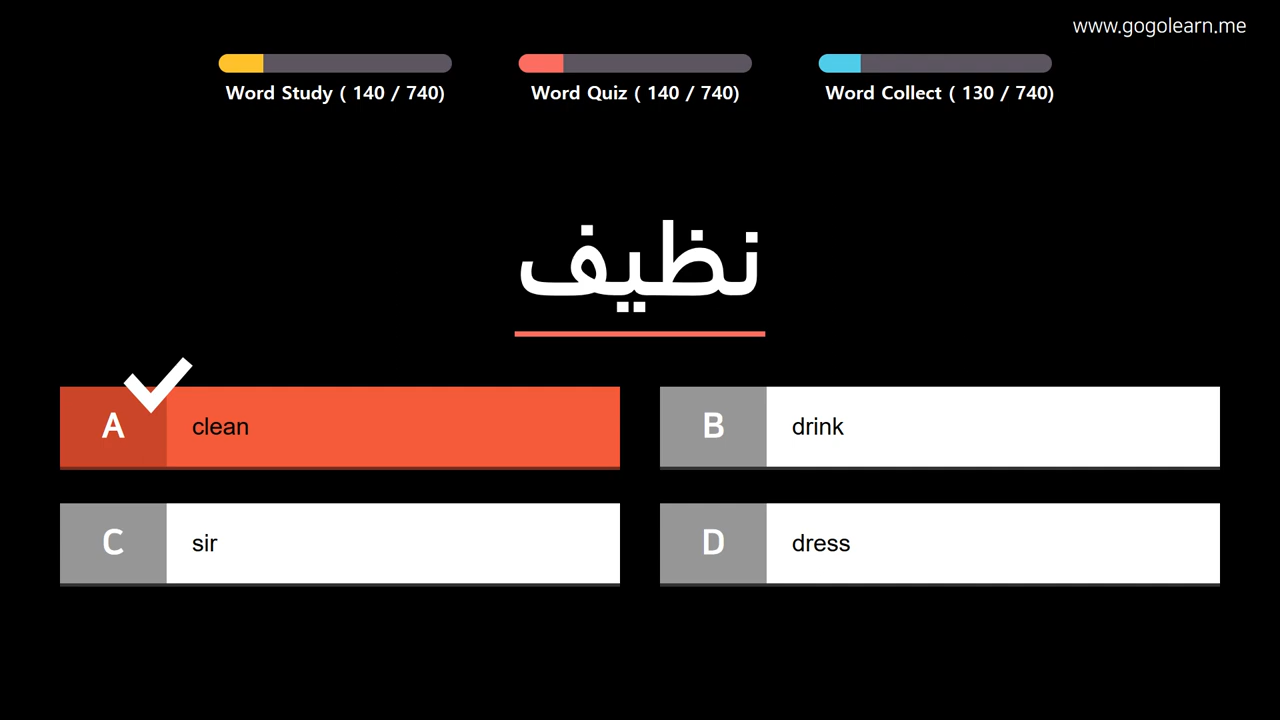 www.gogolearn.me
Word Study ( 140 / 740)
Word Quiz ( 140 / 740)
Word Collect ( 130 / 740)
نظيف
A clean
B drink
C sir
D dress